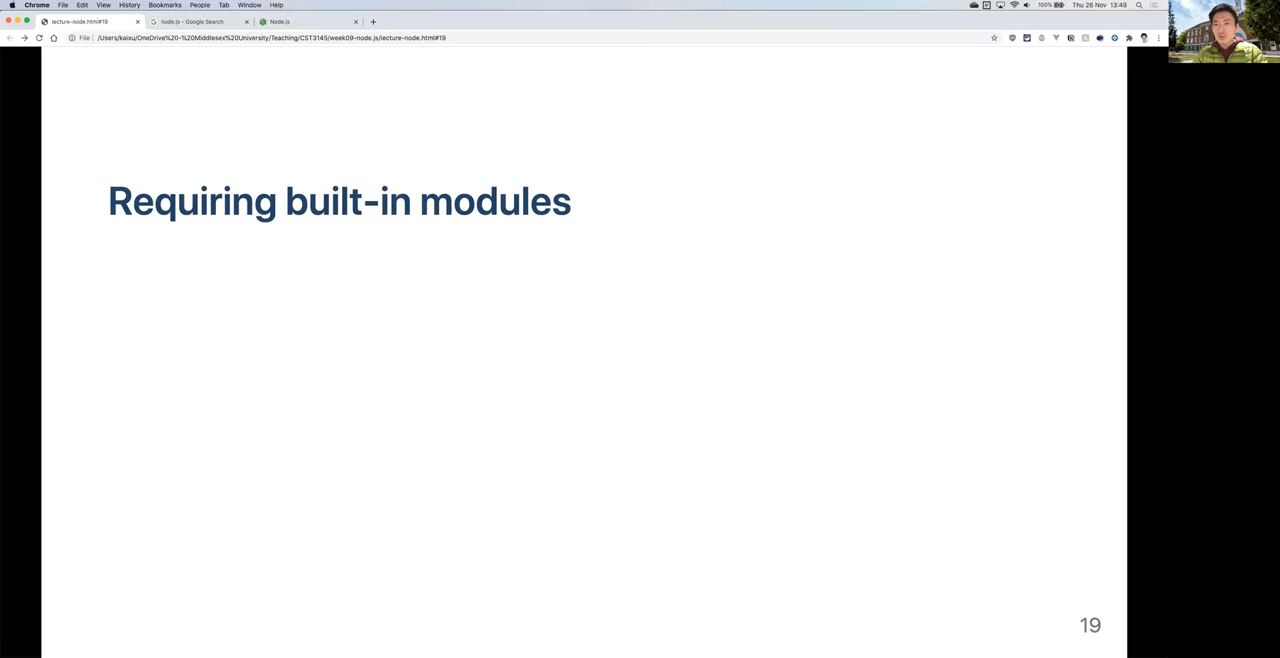 Chrome File Edit View History Bookmarks People Tab Window Help 100% Thu 26 Nov 13:49
lecture-node.html#19 node.js - Google Search Node.js
File /Users/kaixu/OneDrive%20-%20Middlesex%20University/Teaching/CST3145/week09-node.js/lecture-node.html#19
Requiring built-in modules
19